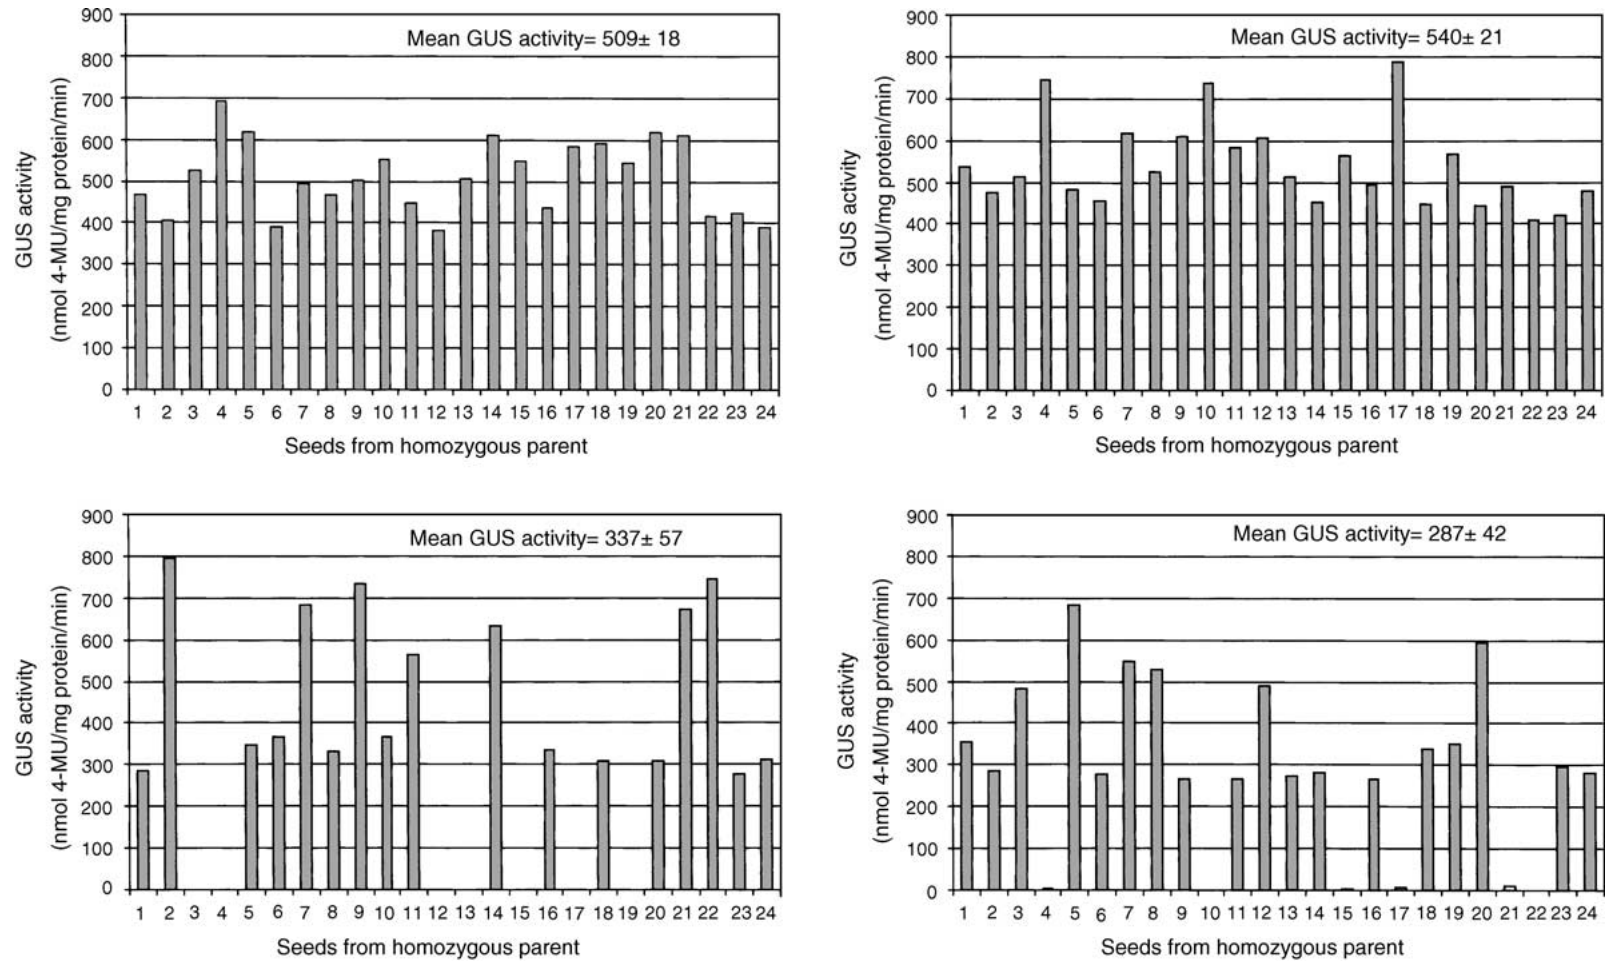 Mean GUS activity= 509± 18
900
800
700
600
500
400
300
200
100
0
GUS activity
(nmol 4-MU/mg protein/min)
1 2 3 4 5 6 7 8 9 10 11 12 13 14 15 16 17 18 19 20 21 22 23 24
Seeds from homozygous parent
Mean GUS activity= 540± 21
900
800
700
600
500
400
300
200
100
0
GUS activity
(nmol 4-MU/mg protein/min)
1 2 3 4 5 6 7 8 9 10 11 12 13 14 15 16 17 18 19 20 21 22 23 24
Seeds from homozygous parent
Mean GUS activity= 337± 57
900
800
700
600
500
400
300
200
100
0
GUS activity
(nmol 4-MU/mg protein/min)
1 2 3 4 5 6 7 8 9 10 11 12 13 14 15 16 17 18 19 20 21 22 23 24
Seeds from homozygous parent
Mean GUS activity= 287± 42
900
800
700
600
500
400
300
200
100
0
GUS activity
(nmol 4-MU/mg protein/min)
1 2 3 4 5 6 7 8 9 10 11 12 13 14 15 16 17 18 19 20 21 22 23 24
Seeds from homozygous parent